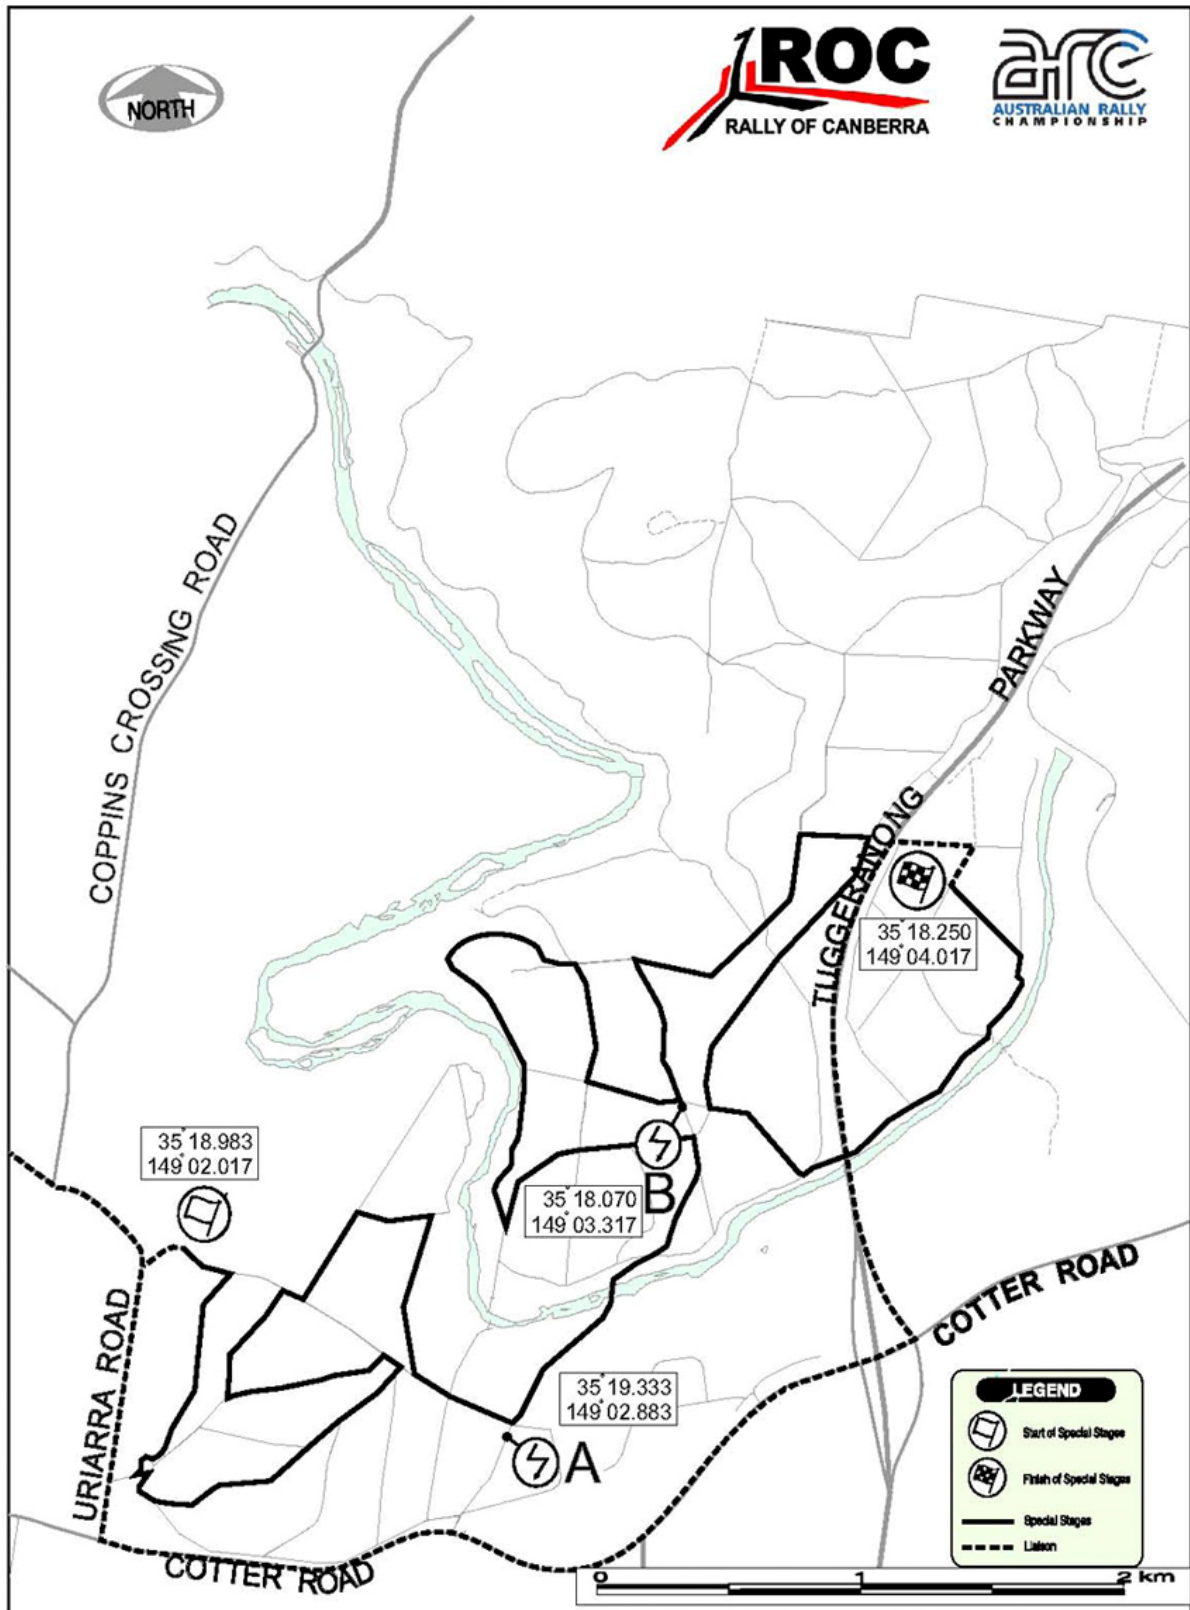 NORTH
ROC
RALLY OF CANBERRA
arc
AUSTRALIAN RALLY
CHAMPIONSHIP
COPPINS CROSSING ROAD
PARKWAY
TUGGERANONG
35° 18.250
149° 04.017
35° 18.983
149° 02.017
B
35° 18.070
149° 03.317
URIARRA ROAD
COTTER ROAD
35° 19.333
149° 02.883
A
COTTER ROAD
LEGEND
Start of Special Stages
Finish of Special Stages
Special Stages
Liaison
0 1 2 km